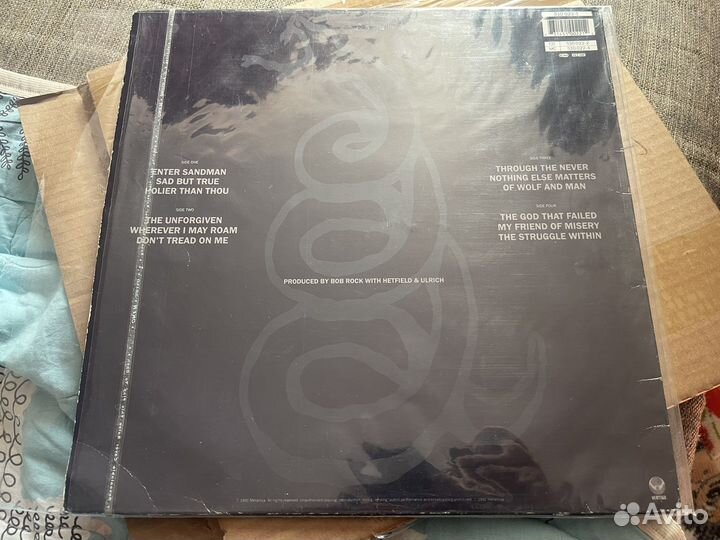 SIDE ONE
ENTER SANDMAN
SAD BUT TRUE
HOLIER THAN THOU
SIDE TWO
THE UNFORGIVEN
WHEREVER I MAY ROAM
DON'T TREAD ON ME
SIDE THREE
THROUGH THE NEVER
NOTHING ELSE MATTERS
OF WOLF AND MAN
SIDE FOUR
THE GOD THAT FAILED
MY FRIEND OF MISERY
THE STRUGGLE WITHIN
PRODUCED BY BOB ROCK WITH HETFIELD & ULRICH
VERTIGO
Avito